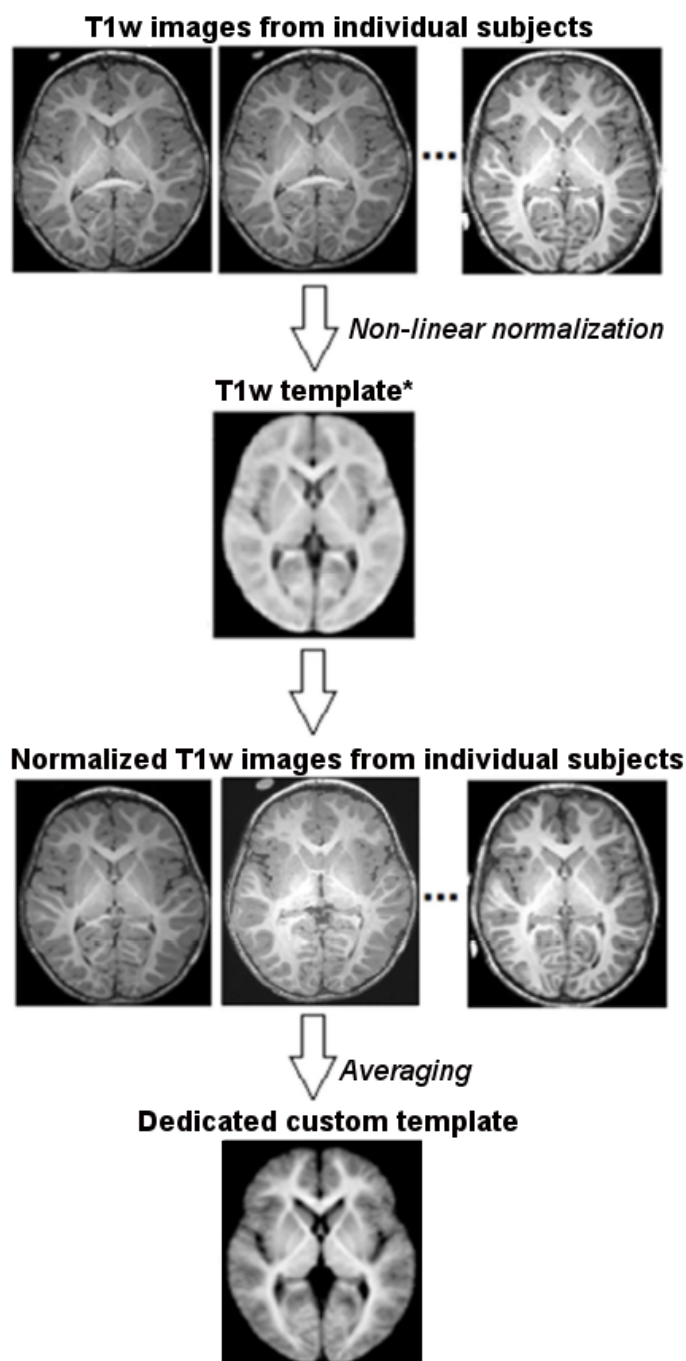 T1w images from individual subjects
...
Non-linear normalization
T1w template*
Normalized T1w images from individual subjects
...
Averaging
Dedicated custom template